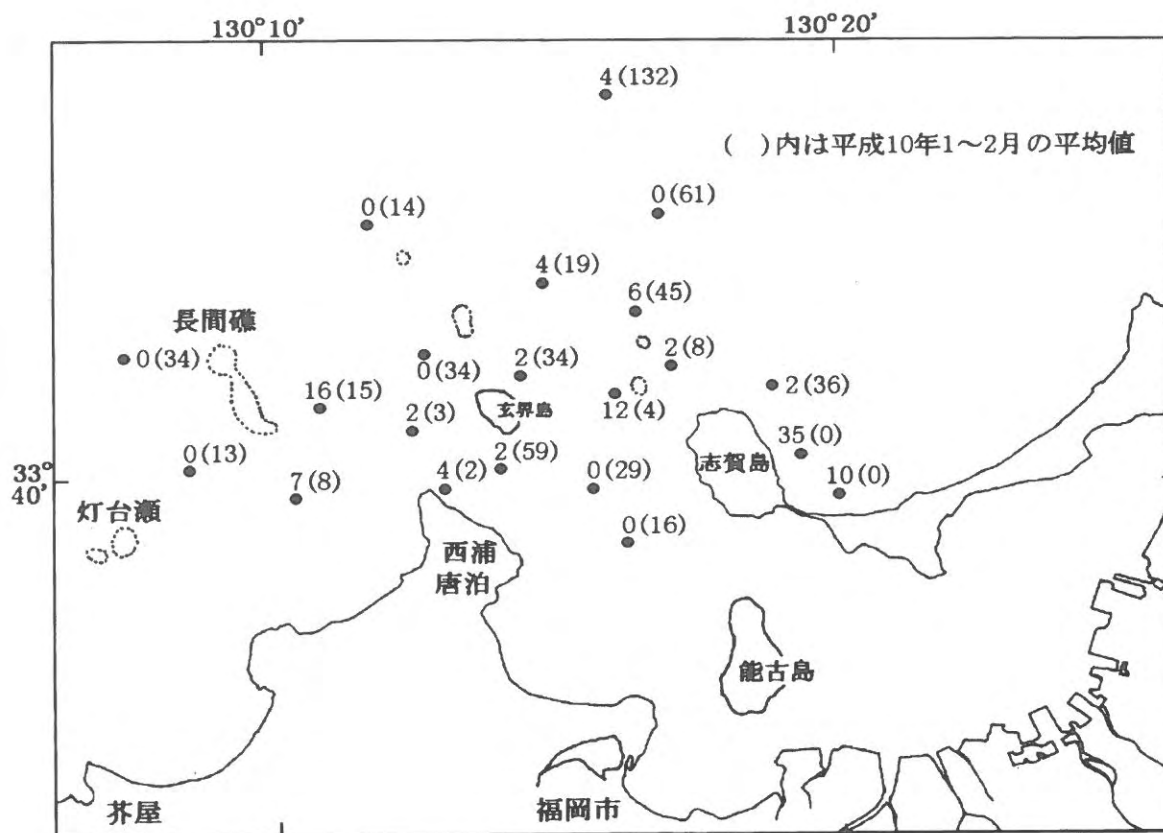 130°10′
130°20′
4(132)
( )内は平成10年1～2月の平均値
0(14)
0(61)
4(19)
6(45)
長間礁
0(34)
0(34)
2(34)
2(8)
16(15)
12(4)
2(36)
玄界島
2(3)
35(0)
0(13)
2(59)
志賀島
33°
40′
7(8)
4(2)
0(29)
10(0)
灯台瀬
0(16)
西浦
唐泊
能古島
芥屋
福岡市